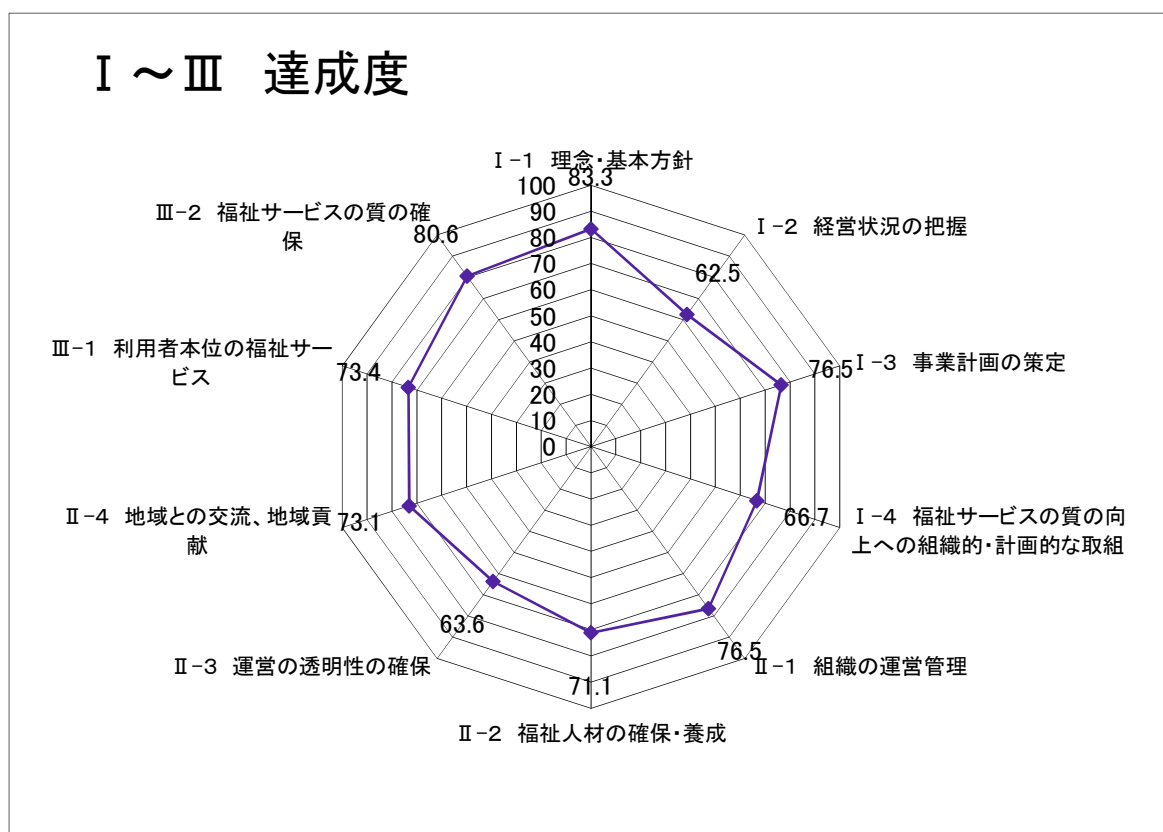 Ⅰ～Ⅲ　達成度
Ⅰ-1　理念・基本方針
83.3
Ⅰ-2　経営状況の把握
62.5
Ⅰ-3　事業計画の策定
76.5
Ⅰ-4　福祉サービスの質の向
上への組織的・計画的な取組
66.7
Ⅱ-1　組織の運営管理
76.5
Ⅱ-2　福祉人材の確保・養成
71.1
Ⅱ-3　運営の透明性の確保
63.6
Ⅱ-4　地域との交流、地域貢
献
73.1
Ⅲ-1　利用者本位の福祉サー
ビス
73.4
Ⅲ-2　福祉サービスの質の確
保
80.6
100
90
80
70
60
50
40
30
20
10
0